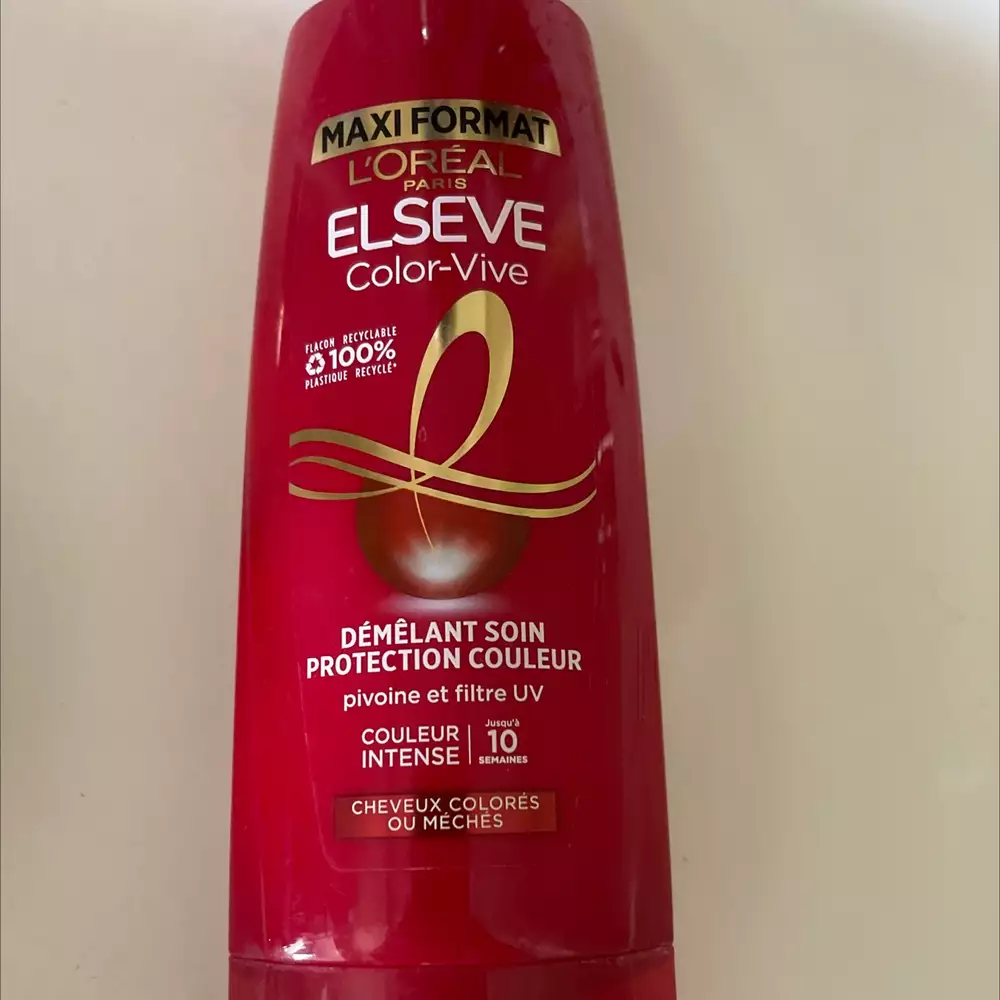 MAXI FORMAT
L'ORÉAL
PARIS
ELSEVE
Color-Vive
FLACON RECYCLABLE
100%
PLASTIQUE RECYCLÉ*
DÉMÊLANT SOIN
PROTECTION COULEUR
pivoine et filtre UV
COULEUR
INTENSE
Jusqu'à
10
SEMAINES
CHEVEUX COLORÉS
OU MÉCHÉS